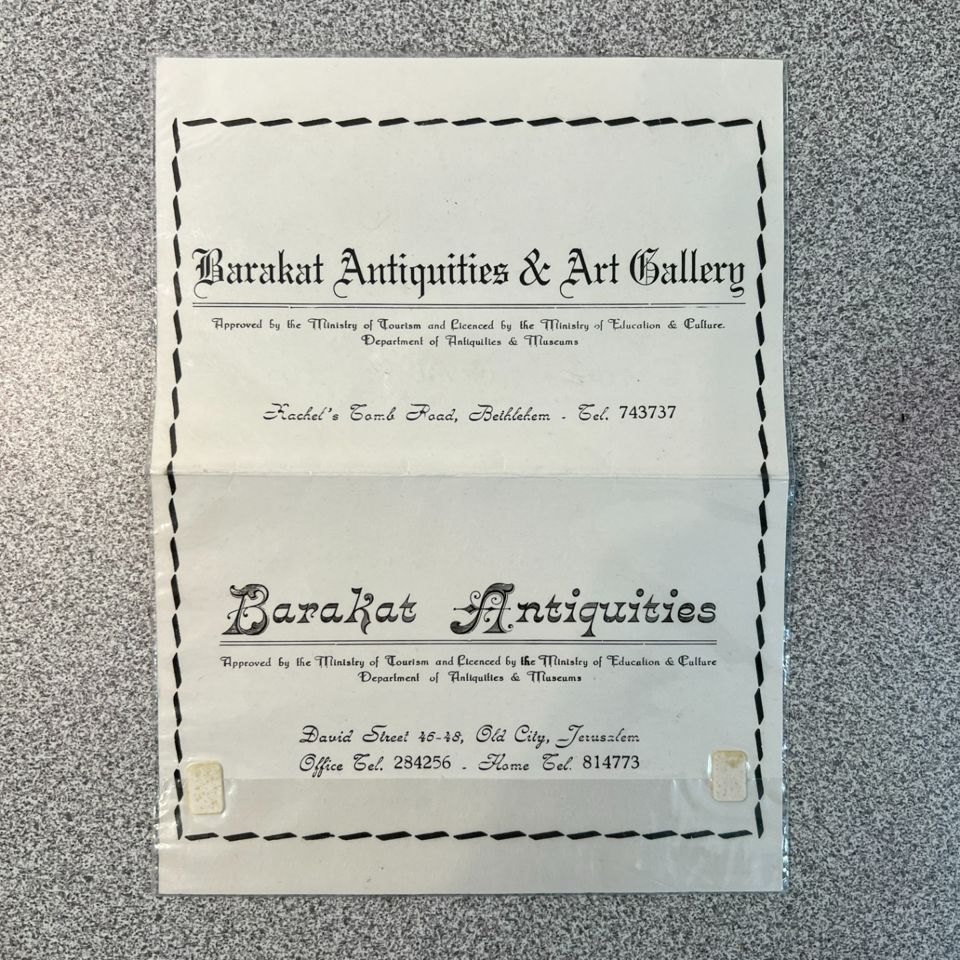 Barakat Antiquities & Art Gallery
Approved by the Ministry of Tourism and Licenced by the Ministry of Education & Culture.
Department of Antiquities & Museums
Rachel's Tomb Road, Bethlehem - Tel. 743737
Barakat Antiquities
Approved by the Ministry of Tourism and Licenced by the Ministry of Education & Culture
Department of Antiquities & Museums
David Street 46-48, Old City, Jerusalem
Office Tel. 284256 - Home Tel. 814773